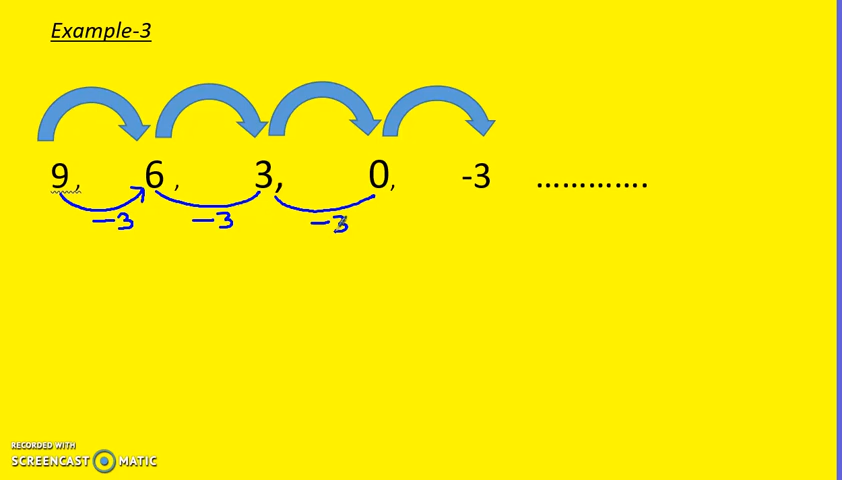 Example-3
9, 6, 3, 0, -3 .............
-3 -3 -3
RECORDED WITH
SCREENCAST MATIC